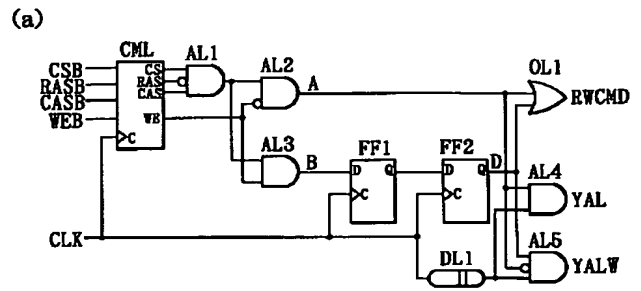 (a)
CML AL1 AL2 OL1
CSB CS A
RASB RAS RWCMD
CASB CAS
WEB WE AL3 FF1 FF2 AL4
C B D Q D Q D YAL
C C AL5
CLK DL1 YALW